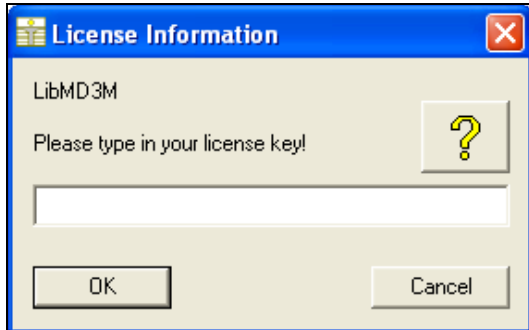 License Information
LibMD3M
Please type in your license key!
?
OK
Cancel